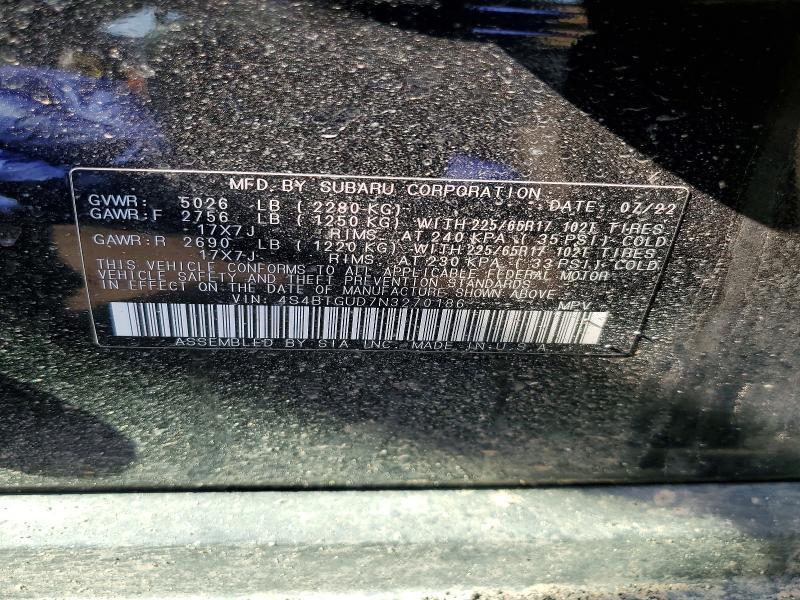 MFD. BY SUBARU CORPORATION DATE: 07/22
GVWR: 5026 LB ( 2280 KG)
GAWR:F 2756 LB ( 1250 KG) WITH 225/65R17 102T TIRES
17X7J RIMS, AT 240 KPA ( 35 PSI) COLD
GAWR:R 2690 LB ( 1220 KG) WITH 225/65R17 102T TIRES
17X7J RIMS, AT 230 KPA ( 33 PSI) COLD
THIS VEHICLE CONFORMS TO ALL APPLICABLE FEDERAL MOTOR
VEHICLE SAFETY AND THEFT PREVENTION STANDARDS
IN EFFECT ON THE DATE OF MANUFACTURE SHOWN ABOVE.
VIN: 4S4BTGUD7N3270186 MPV
ASSEMBLED BY SIA, INC. MADE IN U.S.A.